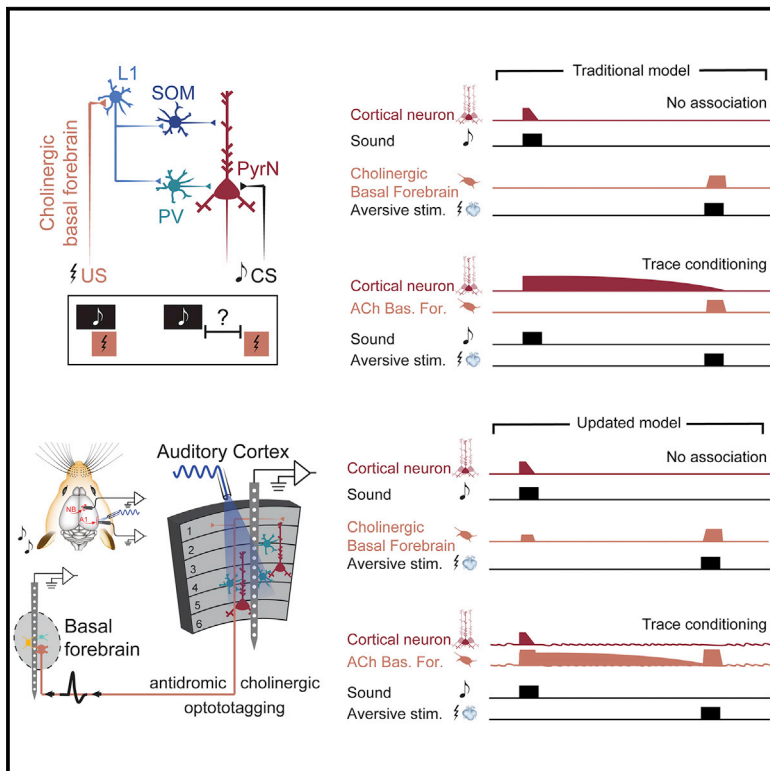 L1
SOM
PyrN
PV
Cholinergic
basal forebrain
US
CS
?
Traditional model
No association
Cortical neuron
Sound
Cholinergic
Basal Forebrain
Aversive stim.
Trace conditioning
Cortical neuron
ACh Bas. For.
Sound
Aversive stim.
Auditory Cortex
NB
A1
1
2
3
4
5
6
Basal
forebrain
antidromic cholinergic
optototagging
Updated model
No association
Cortical neuron
Sound
Cholinergic
Basal Forebrain
Aversive stim.
Trace conditioning
Cortical neuron
ACh Bas. For.
Sound
Aversive stim.